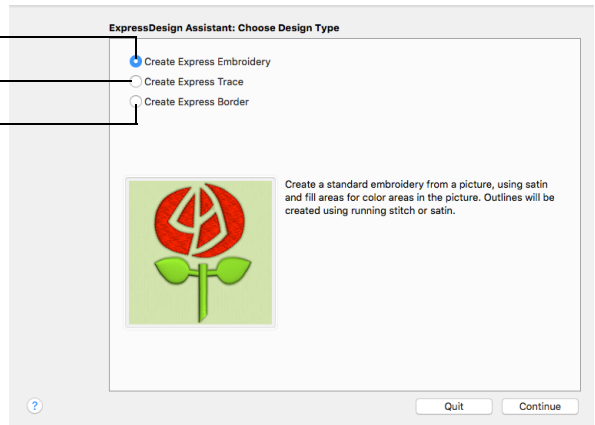 ExpressDesign Assistant: Choose Design Type
Create Express Embroidery
Create Express Trace
Create Express Border
Create a standard embroidery from a picture, using satin
and fill areas for color areas in the picture. Outlines will be
created using running stitch or satin.
? Quit Continue